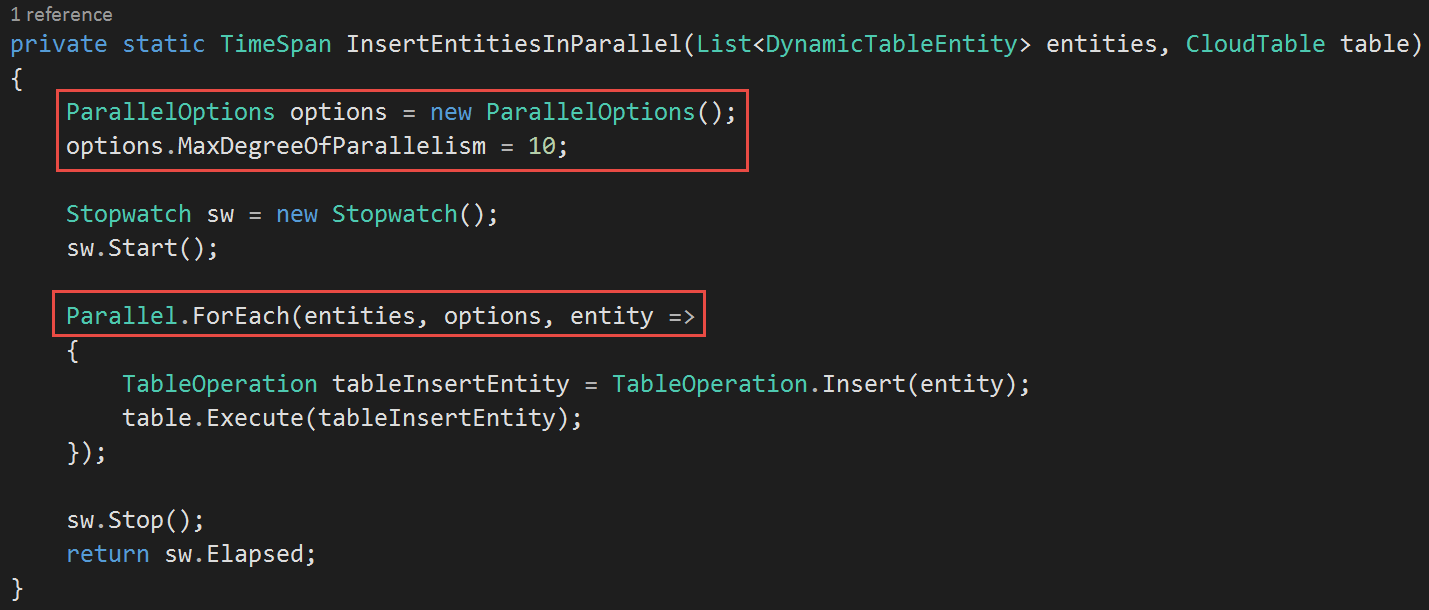 1 reference
private static TimeSpan InsertEntitiesInParallel(List<DynamicTableEntity> entities, CloudTable table)
{
ParallelOptions options = new ParallelOptions();
options.MaxDegreeOfParallelism = 10;
Stopwatch sw = new Stopwatch();
sw.Start();
Parallel.ForEach(entities, options, entity =>
{
TableOperation tableInsertEntity = TableOperation.Insert(entity);
table.Execute(tableInsertEntity);
});
sw.Stop();
return sw.Elapsed;
}